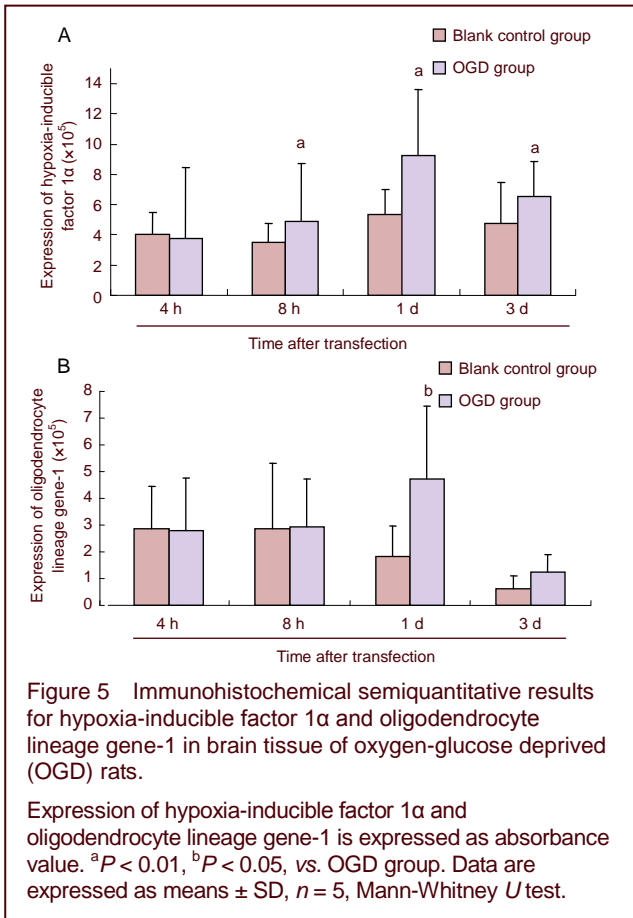 A
Blank control group
OGD group
Expression of hypoxia-inducible
factor 1α (×10⁵)
14
12
10
8
6
4
2
0
a
a
a
4 h 8 h 1 d 3 d
Time after transfection
B
Blank control group
OGD group
Expression of oligodendrocyte
lineage gene-1 (×10⁵)
8
7
6
5
4
3
2
1
0
b
4 h 8 h 1 d 3 d
Time after transfection
Figure 5 Immunohistochemical semiquantitative results
for hypoxia-inducible factor 1α and oligodendrocyte
lineage gene-1 in brain tissue of oxygen-glucose deprived
(OGD) rats.
Expression of hypoxia-inducible factor 1α and
oligodendrocyte lineage gene-1 is expressed as absorbance
value. ᵃP < 0.01, ᵇP < 0.05, vs. OGD group. Data are
expressed as means ± SD, n = 5, Mann-Whitney U test.